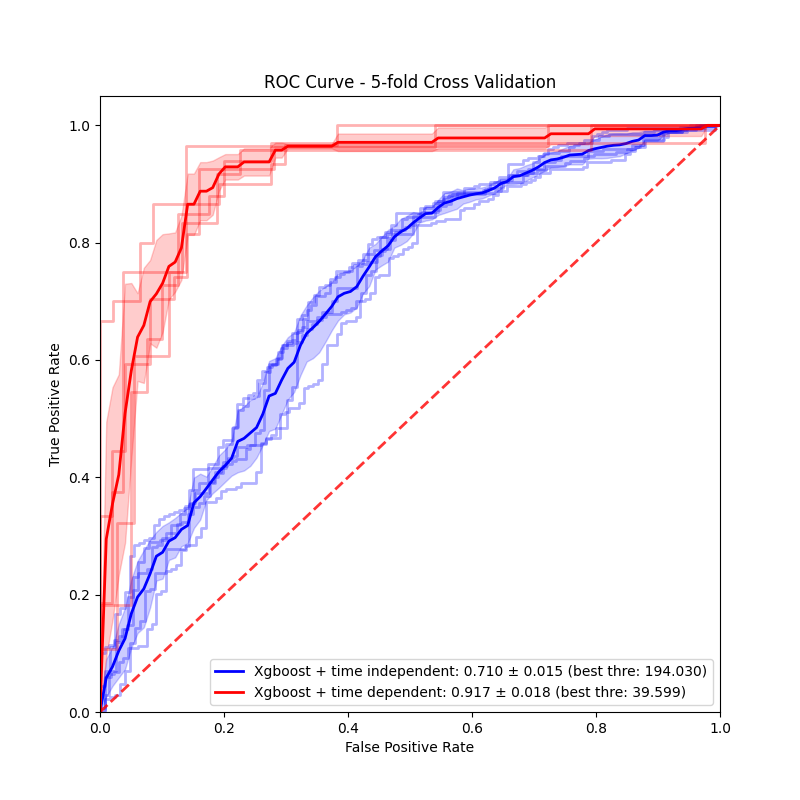 ROC Curve - 5-fold Cross Validation
1.0
0.8
0.6
0.4
0.2
0.0
True Positive Rate
Xgboost + time independent: 0.710 ± 0.015 (best thre: 194.030)
Xgboost + time dependent: 0.917 ± 0.018 (best thre: 39.599)
0.0 0.2 0.4 0.6 0.8 1.0
False Positive Rate